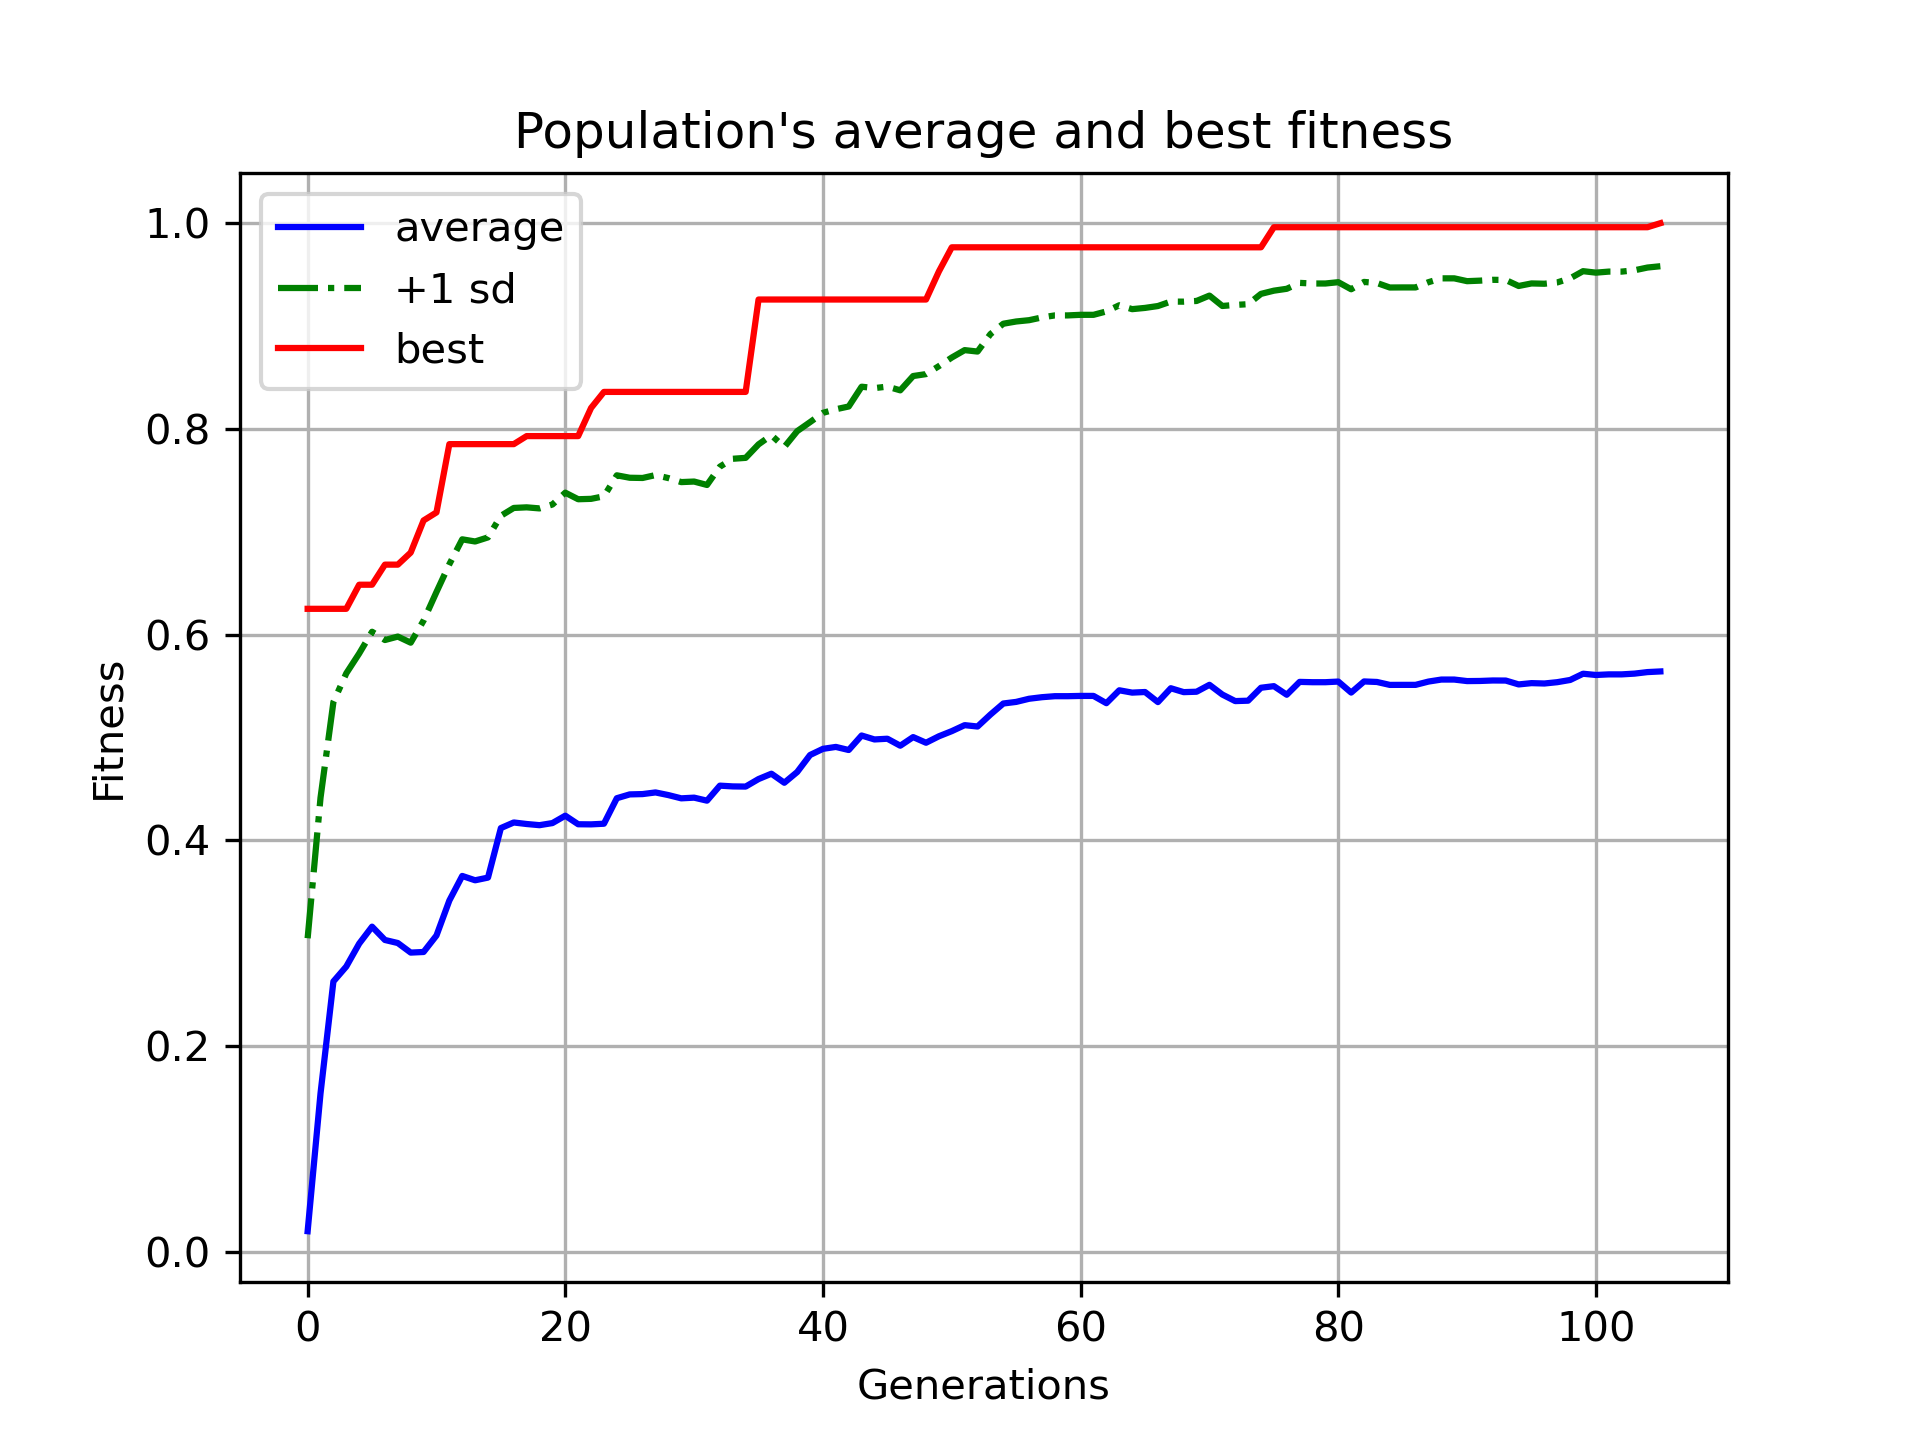 Population's average and best fitness
average
+1 sd
best
1.0
0.8
0.6
0.4
0.2
0.0
Fitness
0 20 40 60 80 100
Generations